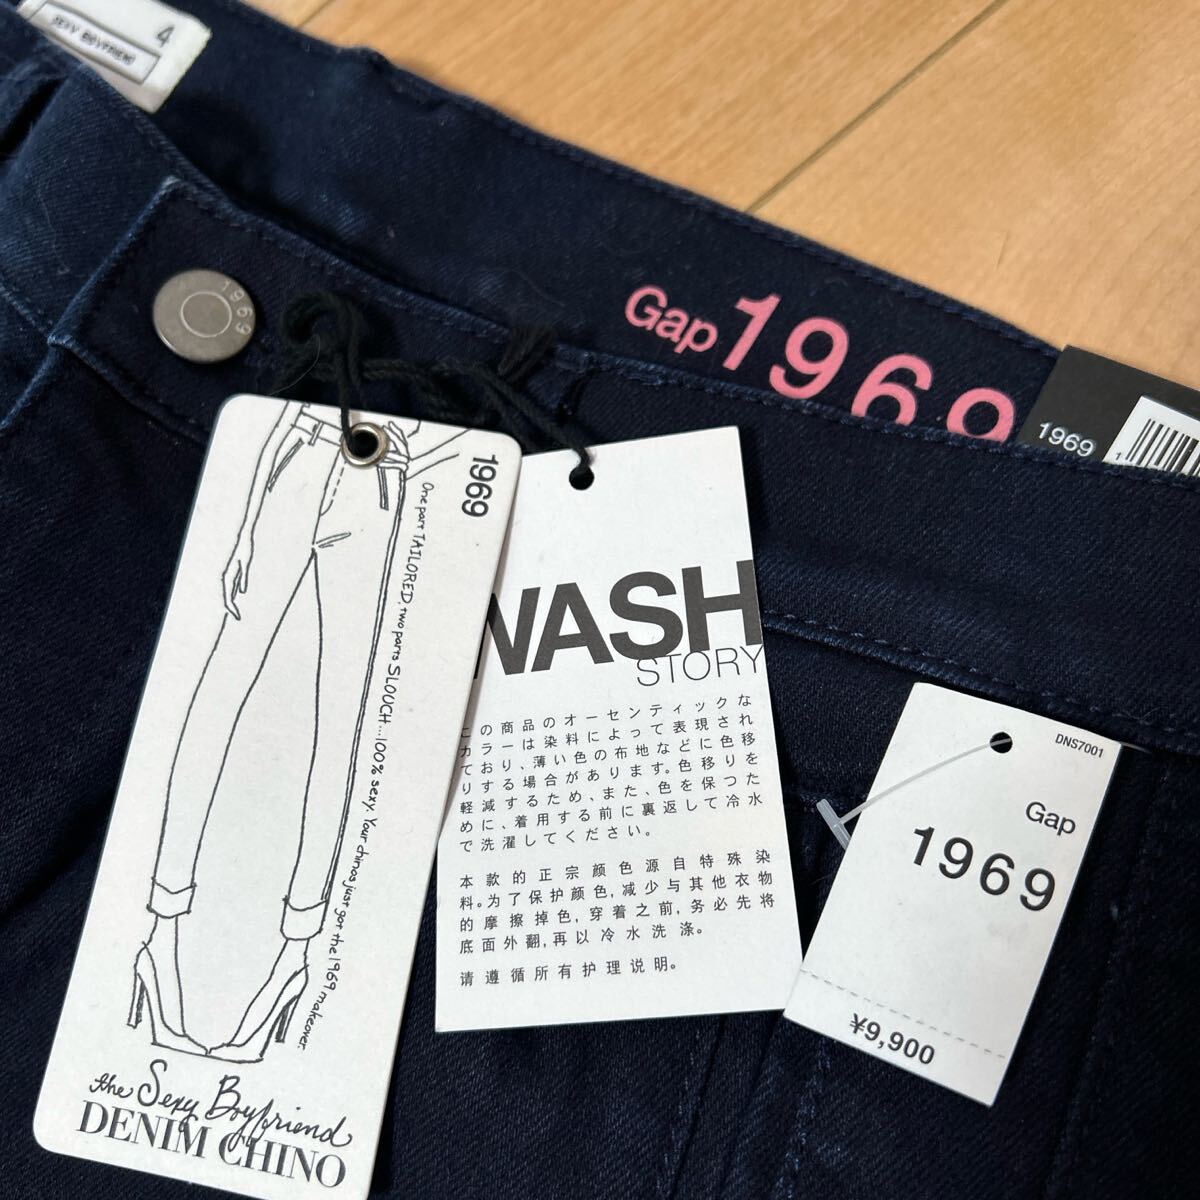 4
SEXY BOYFRIEND
1969
Gap 1969
1969
1969
One part TAILORED, two parts SLOUCH...100% sexy. Your chinos just got the 1969 makeover.
the Sexy Boyfriend
DENIM CHINO
WASH
STORY
この商品のオーセンティックな
カラーは染料によって表現され
ており、薄い色の布地などに色移
りする場合があります。色移りを
軽減するため、また、色を保つた
めに、着用する前に裏返して冷水
で洗濯してください。
本款的正宗颜色源自特殊染
料。为了保护颜色,减少与其他衣物
的摩擦掉色,穿着之前,务必先将
底面外翻,再以冷水洗涤。
请遵循所有护理说明。
DNS7001
Gap
1969
¥9,900